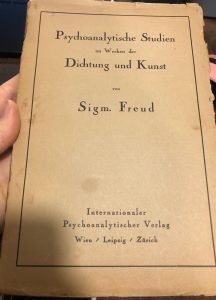 Psychoanalytische Studien
an Werken der
Dichtung und Kunst
von
Sigm. Freud
Internationaler
Psychoanalytischer Verlag
Wien / Leipzig / Zürich